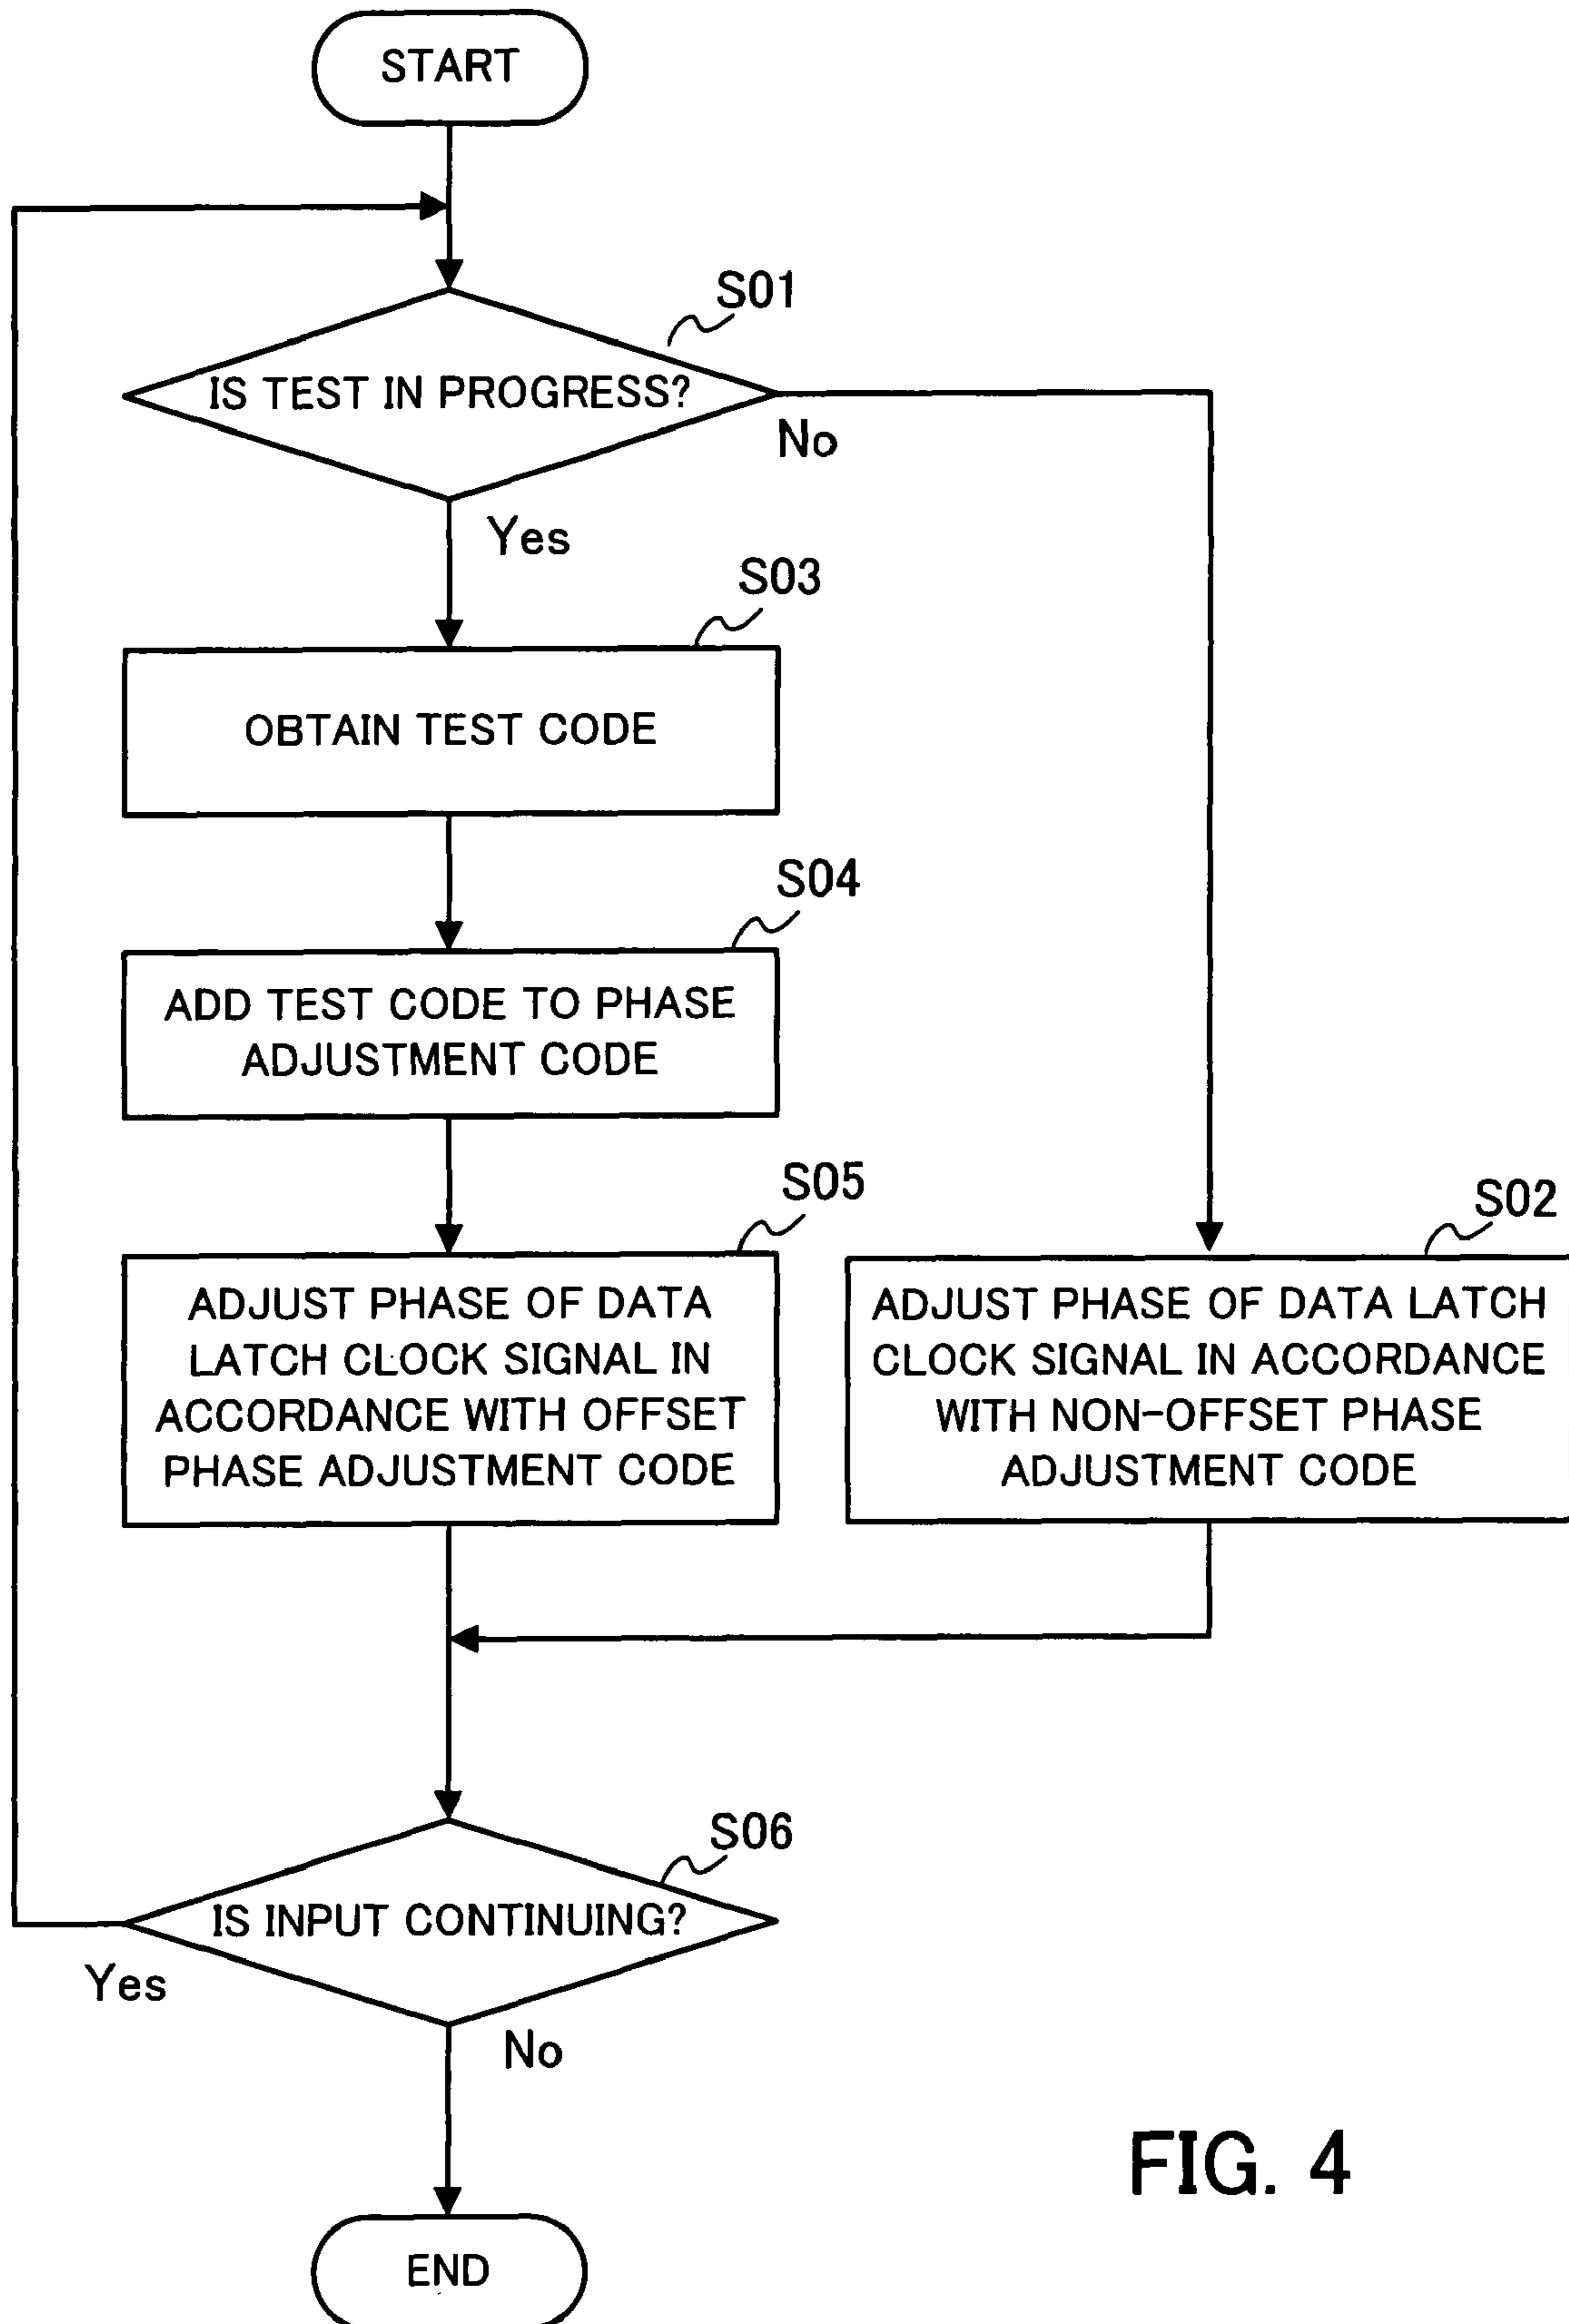 START
S01
IS TEST IN PROGRESS?
No
Yes
S03
OBTAIN TEST CODE
S04
ADD TEST CODE TO PHASE
ADJUSTMENT CODE
S05
ADJUST PHASE OF DATA
LATCH CLOCK SIGNAL IN
ACCORDANCE WITH OFFSET
PHASE ADJUSTMENT CODE
S02
ADJUST PHASE OF DATA LATCH
CLOCK SIGNAL IN ACCORDANCE
WITH NON-OFFSET PHASE
ADJUSTMENT CODE
S06
IS INPUT CONTINUING?
Yes
No
END
FIG. 4